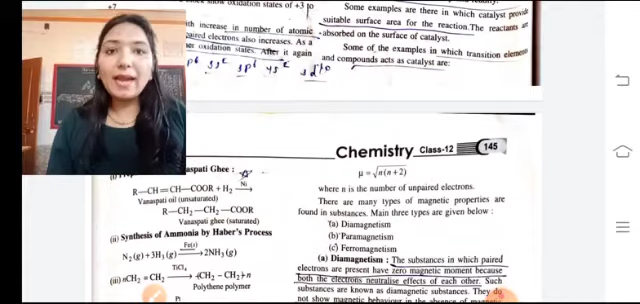 oxidation states of +3 to
+7
with increase in number of atomic
paired electrons also increases. As a
oxidation states. After it again
3s² 3p⁶ 4s²
Some examples are there in which catalyst provide
suitable surface area for the reaction. The reactants are
absorbed on the surface of catalyst.
Some of the examples in which transition elements
and compounds acts as catalyst are:
Chemistry Class-12 145
aspati Ghee :
R—CH=CH—COOR + H₂ —Ni→
Vanaspati oil (unsaturated)
R—CH₂—CH₂—COOR
Vanaspati ghee (saturated)
(ii) Synthesis of Ammonia by Haber's Process
N₂(g)+3H₂(g) —Fe(s)→ 2NH₃(g)
(iii) nCH₂ = CH₂ —TiCl₄→ (CH₂ – CH₂)n
Polythene polymer
Pt
μ = √n(n+2)
where n is the number of unpaired electrons.
There are many types of magnetic properties are
found in substances. Main three types are given below :
(a) Diamagnetism
(b) Paramagnetism
(c) Ferromagnetism
(a) Diamagnetism : The substances in which paired
electrons are present have zero magnetic moment because
both the electrons neutralise effects of each other. Such
substances are known as diamagnetic substances. They do
not show magnetic behaviour in the absence of